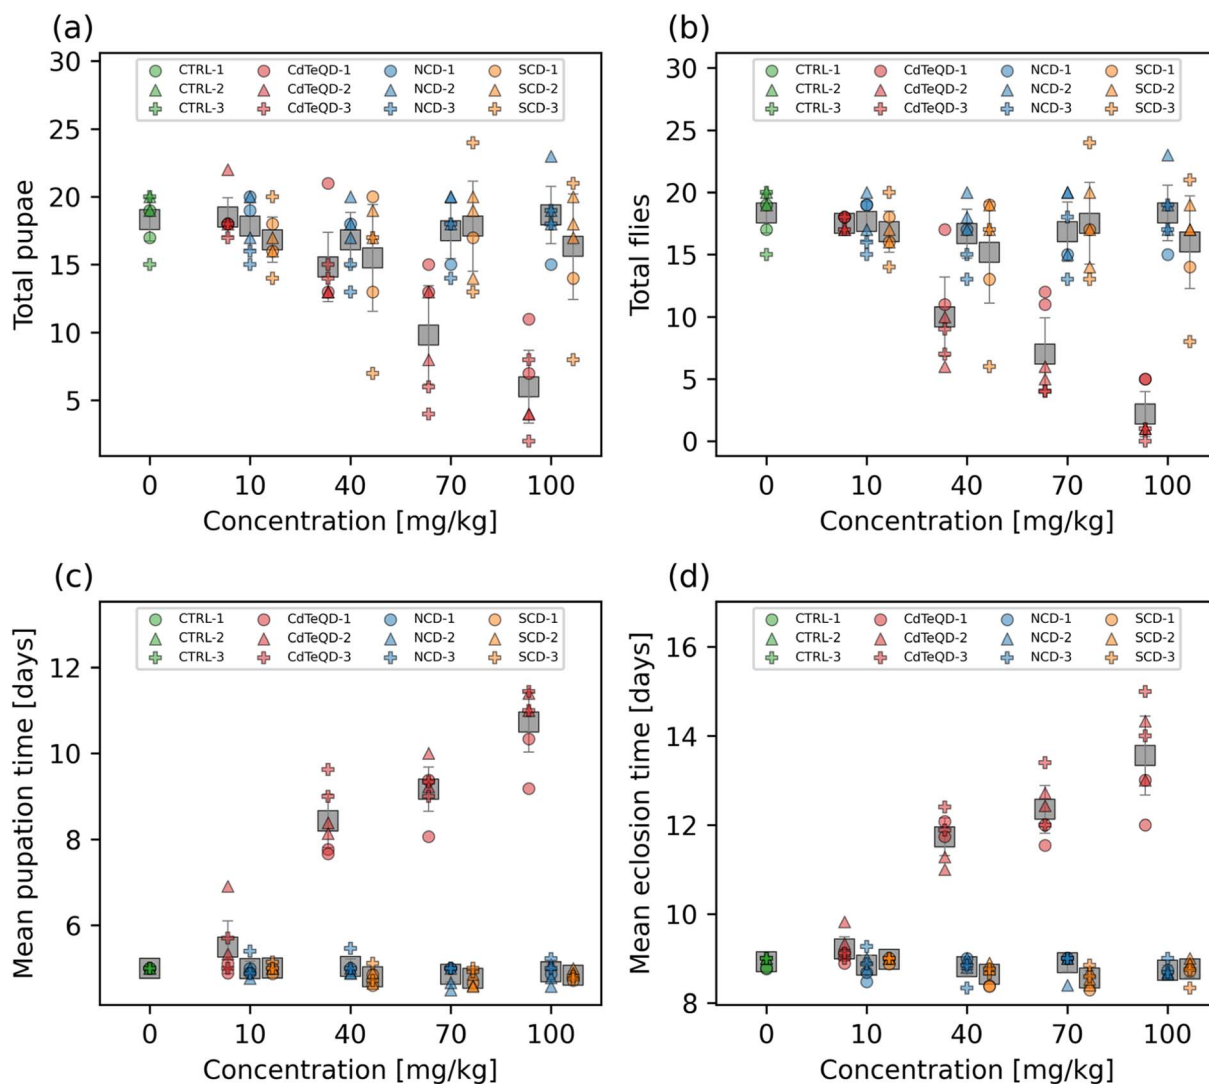 (a)
Total pupae
30
25
20
15
10
5
CTRL-1 CdTeQD-1 NCD-1 SCD-1
CTRL-2 CdTeQD-2 NCD-2 SCD-2
CTRL-3 CdTeQD-3 NCD-3 SCD-3
0 10 40 70 100
Concentration [mg/kg]
(b)
Total flies
30
25
20
15
10
5
0
CTRL-1 CdTeQD-1 NCD-1 SCD-1
CTRL-2 CdTeQD-2 NCD-2 SCD-2
CTRL-3 CdTeQD-3 NCD-3 SCD-3
0 10 40 70 100
Concentration [mg/kg]
(c)
Mean pupation time [days]
12
10
8
6
CTRL-1 CdTeQD-1 NCD-1 SCD-1
CTRL-2 CdTeQD-2 NCD-2 SCD-2
CTRL-3 CdTeQD-3 NCD-3 SCD-3
0 10 40 70 100
Concentration [mg/kg]
(d)
Mean eclosion time [days]
16
14
12
10
8
CTRL-1 CdTeQD-1 NCD-1 SCD-1
CTRL-2 CdTeQD-2 NCD-2 SCD-2
CTRL-3 CdTeQD-3 NCD-3 SCD-3
0 10 40 70 100
Concentration [mg/kg]